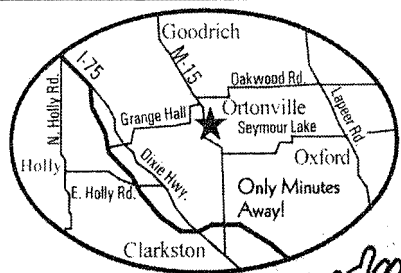 Goodrich
I-75
M-15
N. Holly Rd.
Oakwood Rd.
Lapeer Rd.
Grange Hall
Ortonville
Seymour Lake
Holly
Dixie Hwy.
Oxford
E. Holly Rd.
Only Minutes
Away!
Clarkston